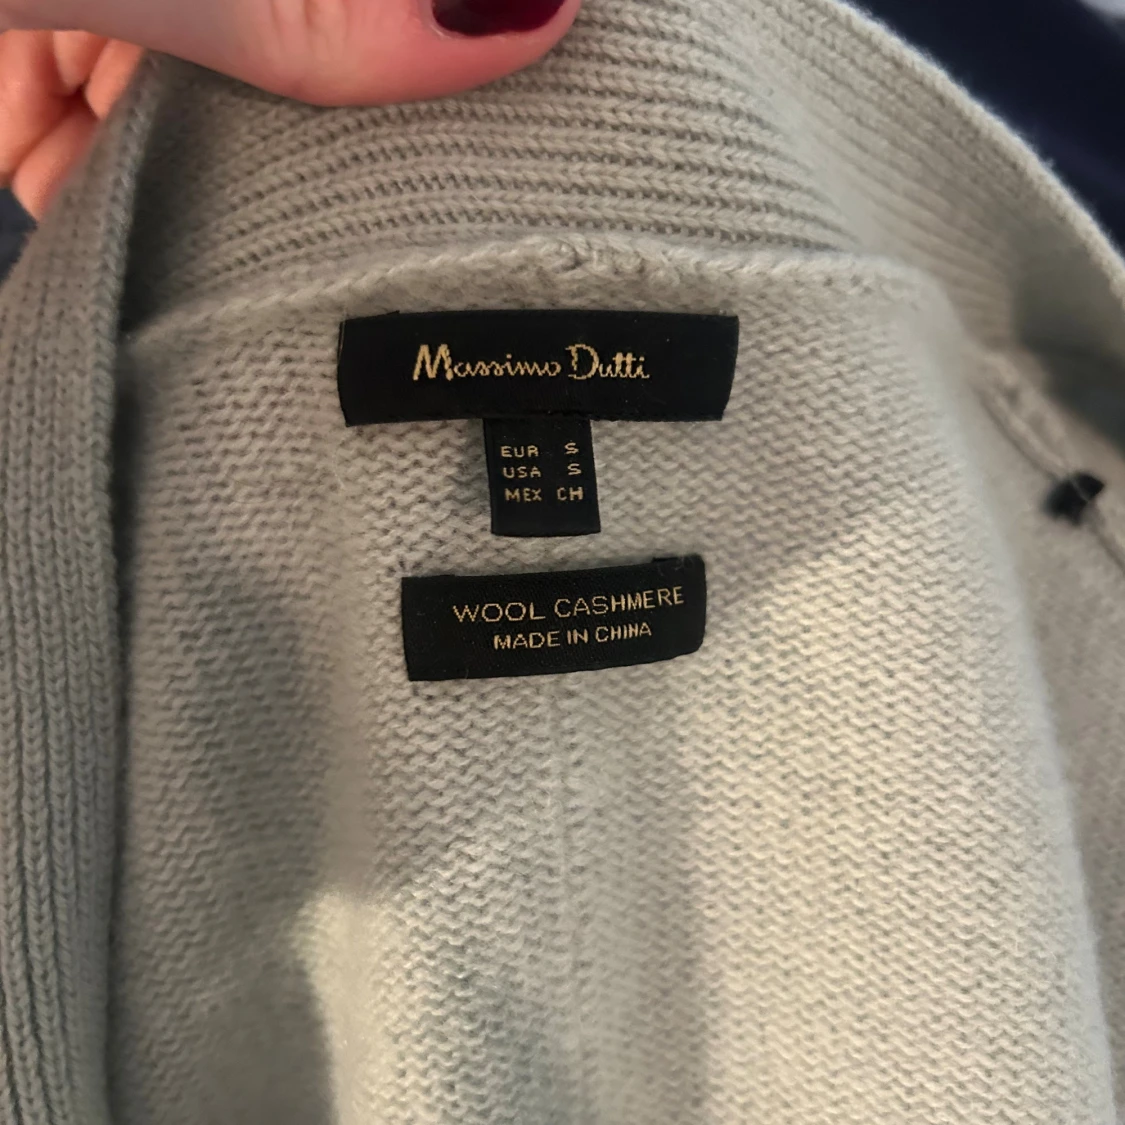 Massimo Dutti
EUR S
USA S
MEX CH
WOOL CASHMERE
MADE IN CHINA